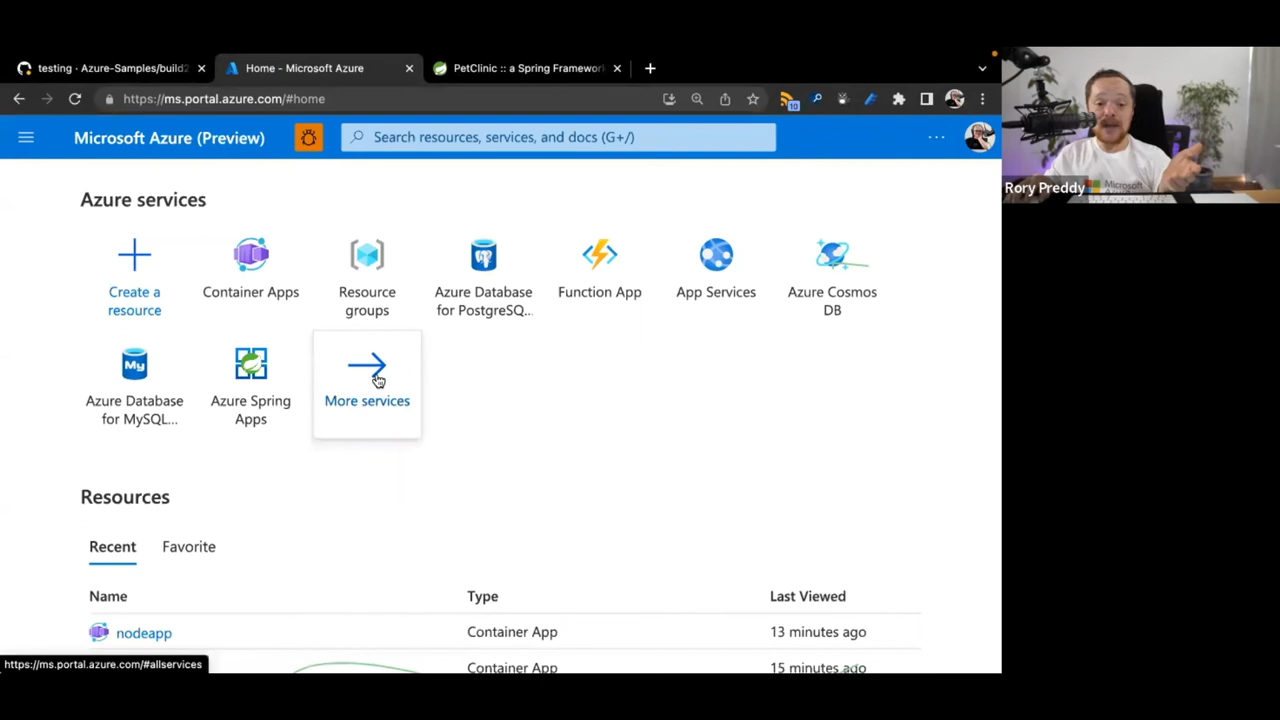 testing · Azure-Samples/build2
Home - Microsoft Azure
PetClinic :: a Spring Framework
https://ms.portal.azure.com/#home
10
Microsoft Azure (Preview)
Search resources, services, and docs (G+/)
Rory Preddy
Microsoft
Azure services
Create a resource
Container Apps
Resource groups
Azure Database for PostgreSQ...
Function App
App Services
Azure Cosmos DB
My
Azure Database for MySQL...
Azure Spring Apps
More services
Resources
Recent Favorite
Name Type Last Viewed
nodeapp Container App 13 minutes ago
Container App 15 minutes ago
https://ms.portal.azure.com/#allservices